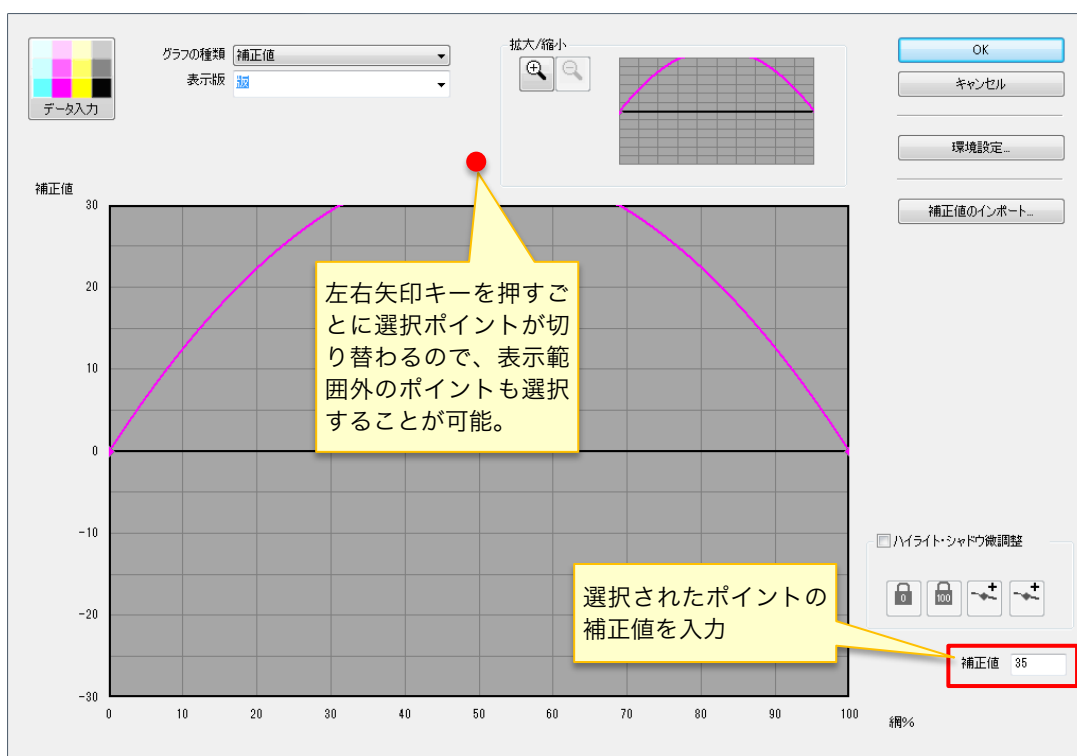 データ入力
グラフの種類 補正値
表示版 版
拡大/縮小
OK
キャンセル
環境設定...
補正値のインポート...
補正値
30
20
10
0
-10
-20
-30
0 10 20 30 40 50 60 70 80 90 100
網%
左右矢印キーを押すご
とに選択ポイントが切
り替わるので、表示範
囲外のポイントも選択
することが可能。
選択されたポイントの
補正値を入力
ハイライト・シャドウ微調整
0 100
補正値 35